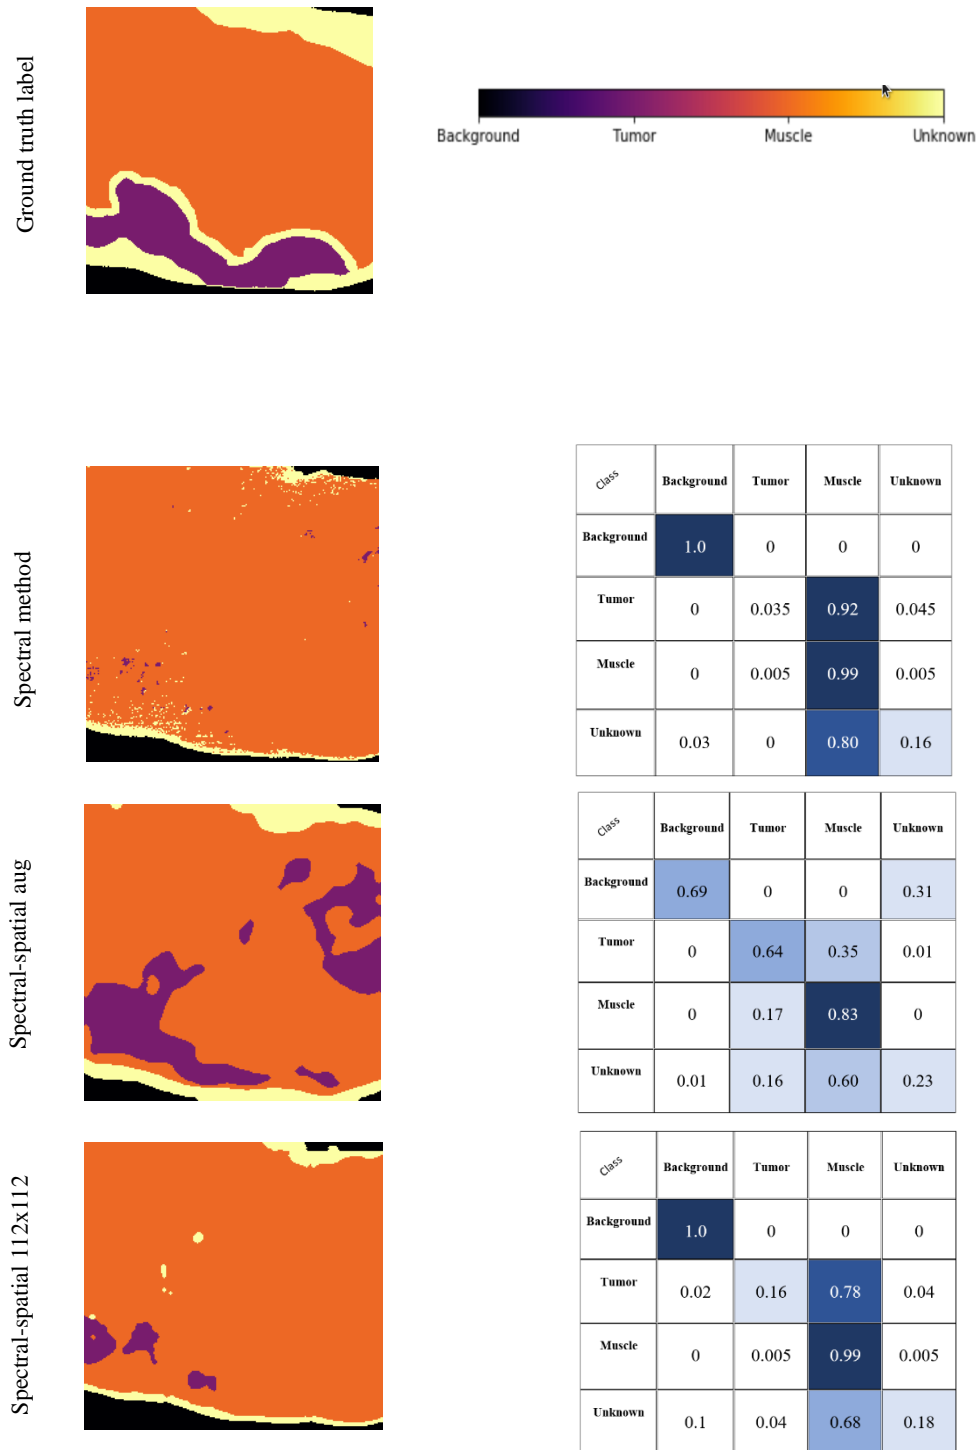 Ground truth label
Background Tumor Muscle Unknown
Spectral method
Class Background Tumor Muscle Unknown
Background 1.0 0 0 0
Tumor 0 0.035 0.92 0.045
Muscle 0 0.005 0.99 0.005
Unknown 0.03 0 0.80 0.16
Spectral-spatial aug
Class Background Tumor Muscle Unknown
Background 0.69 0 0 0.31
Tumor 0 0.64 0.35 0.01
Muscle 0 0.17 0.83 0
Unknown 0.01 0.16 0.60 0.23
Spectral-spatial 112x112
Class Background Tumor Muscle Unknown
Background 1.0 0 0 0
Tumor 0.02 0.16 0.78 0.04
Muscle 0 0.005 0.99 0.005
Unknown 0.1 0.04 0.68 0.18